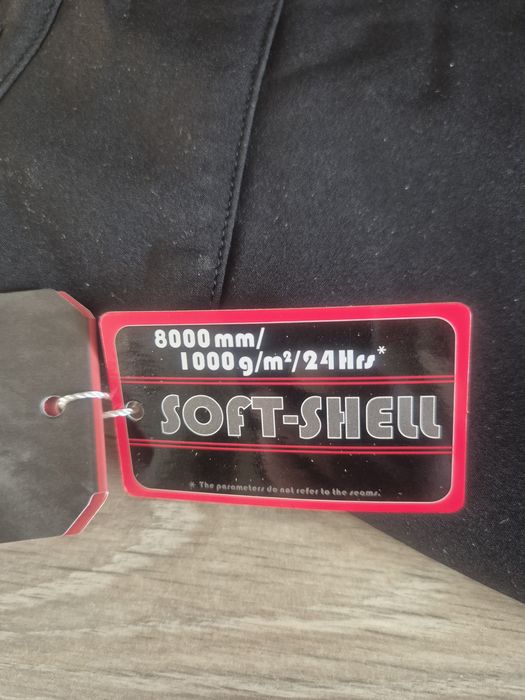 8000 mm/
1000 g/m²/24Hrs*
SOFT-SHELL
* The parameters do not refer to the seams.